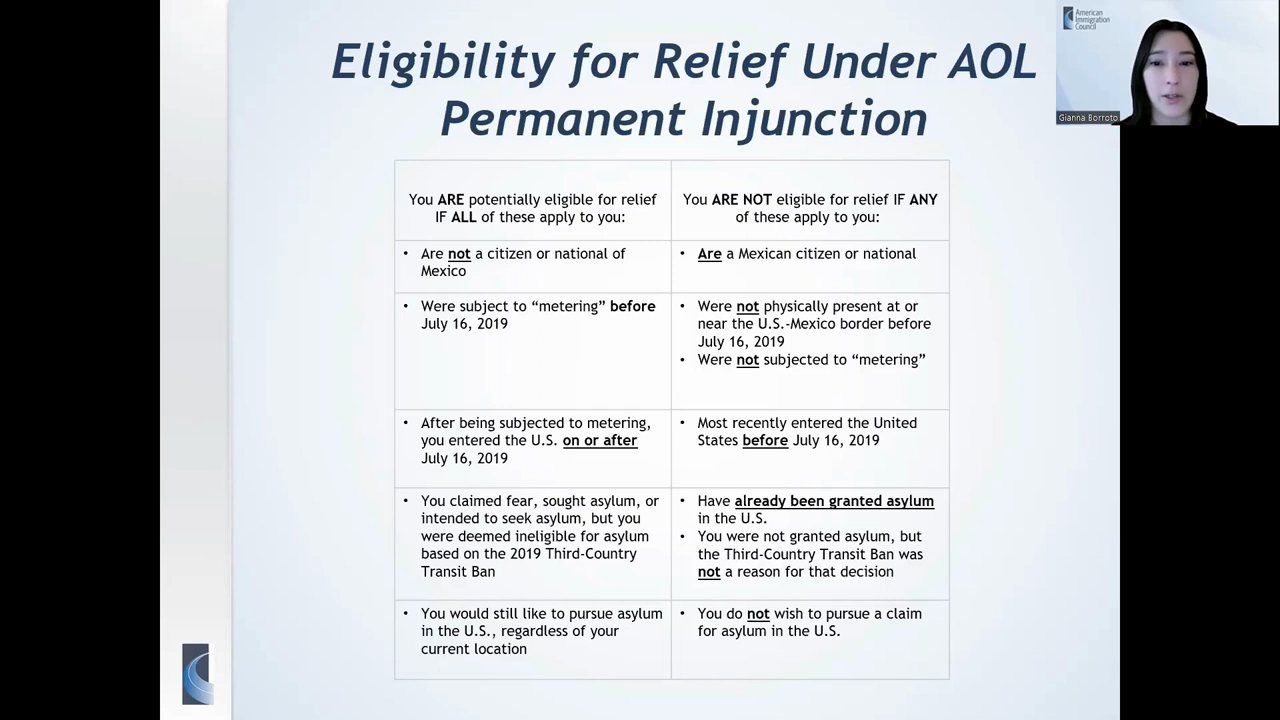 Eligibility for Relief Under AOL
Permanent Injunction
American
Immigration
Council
Gianna Borroto
You ARE potentially eligible for relief
IF ALL of these apply to you:
You ARE NOT eligible for relief IF ANY
of these apply to you:
• Are not a citizen or national of
Mexico
• Are a Mexican citizen or national
• Were subject to “metering” before
July 16, 2019
• Were not physically present at or
near the U.S.-Mexico border before
July 16, 2019
• Were not subjected to “metering”
• After being subjected to metering,
you entered the U.S. on or after
July 16, 2019
• Most recently entered the United
States before July 16, 2019
• You claimed fear, sought asylum, or
intended to seek asylum, but you
were deemed ineligible for asylum
based on the 2019 Third-Country
Transit Ban
• Have already been granted asylum
in the U.S.
• You were not granted asylum, but
the Third-Country Transit Ban was
not a reason for that decision
• You would still like to pursue asylum
in the U.S., regardless of your
current location
• You do not wish to pursue a claim
for asylum in the U.S.